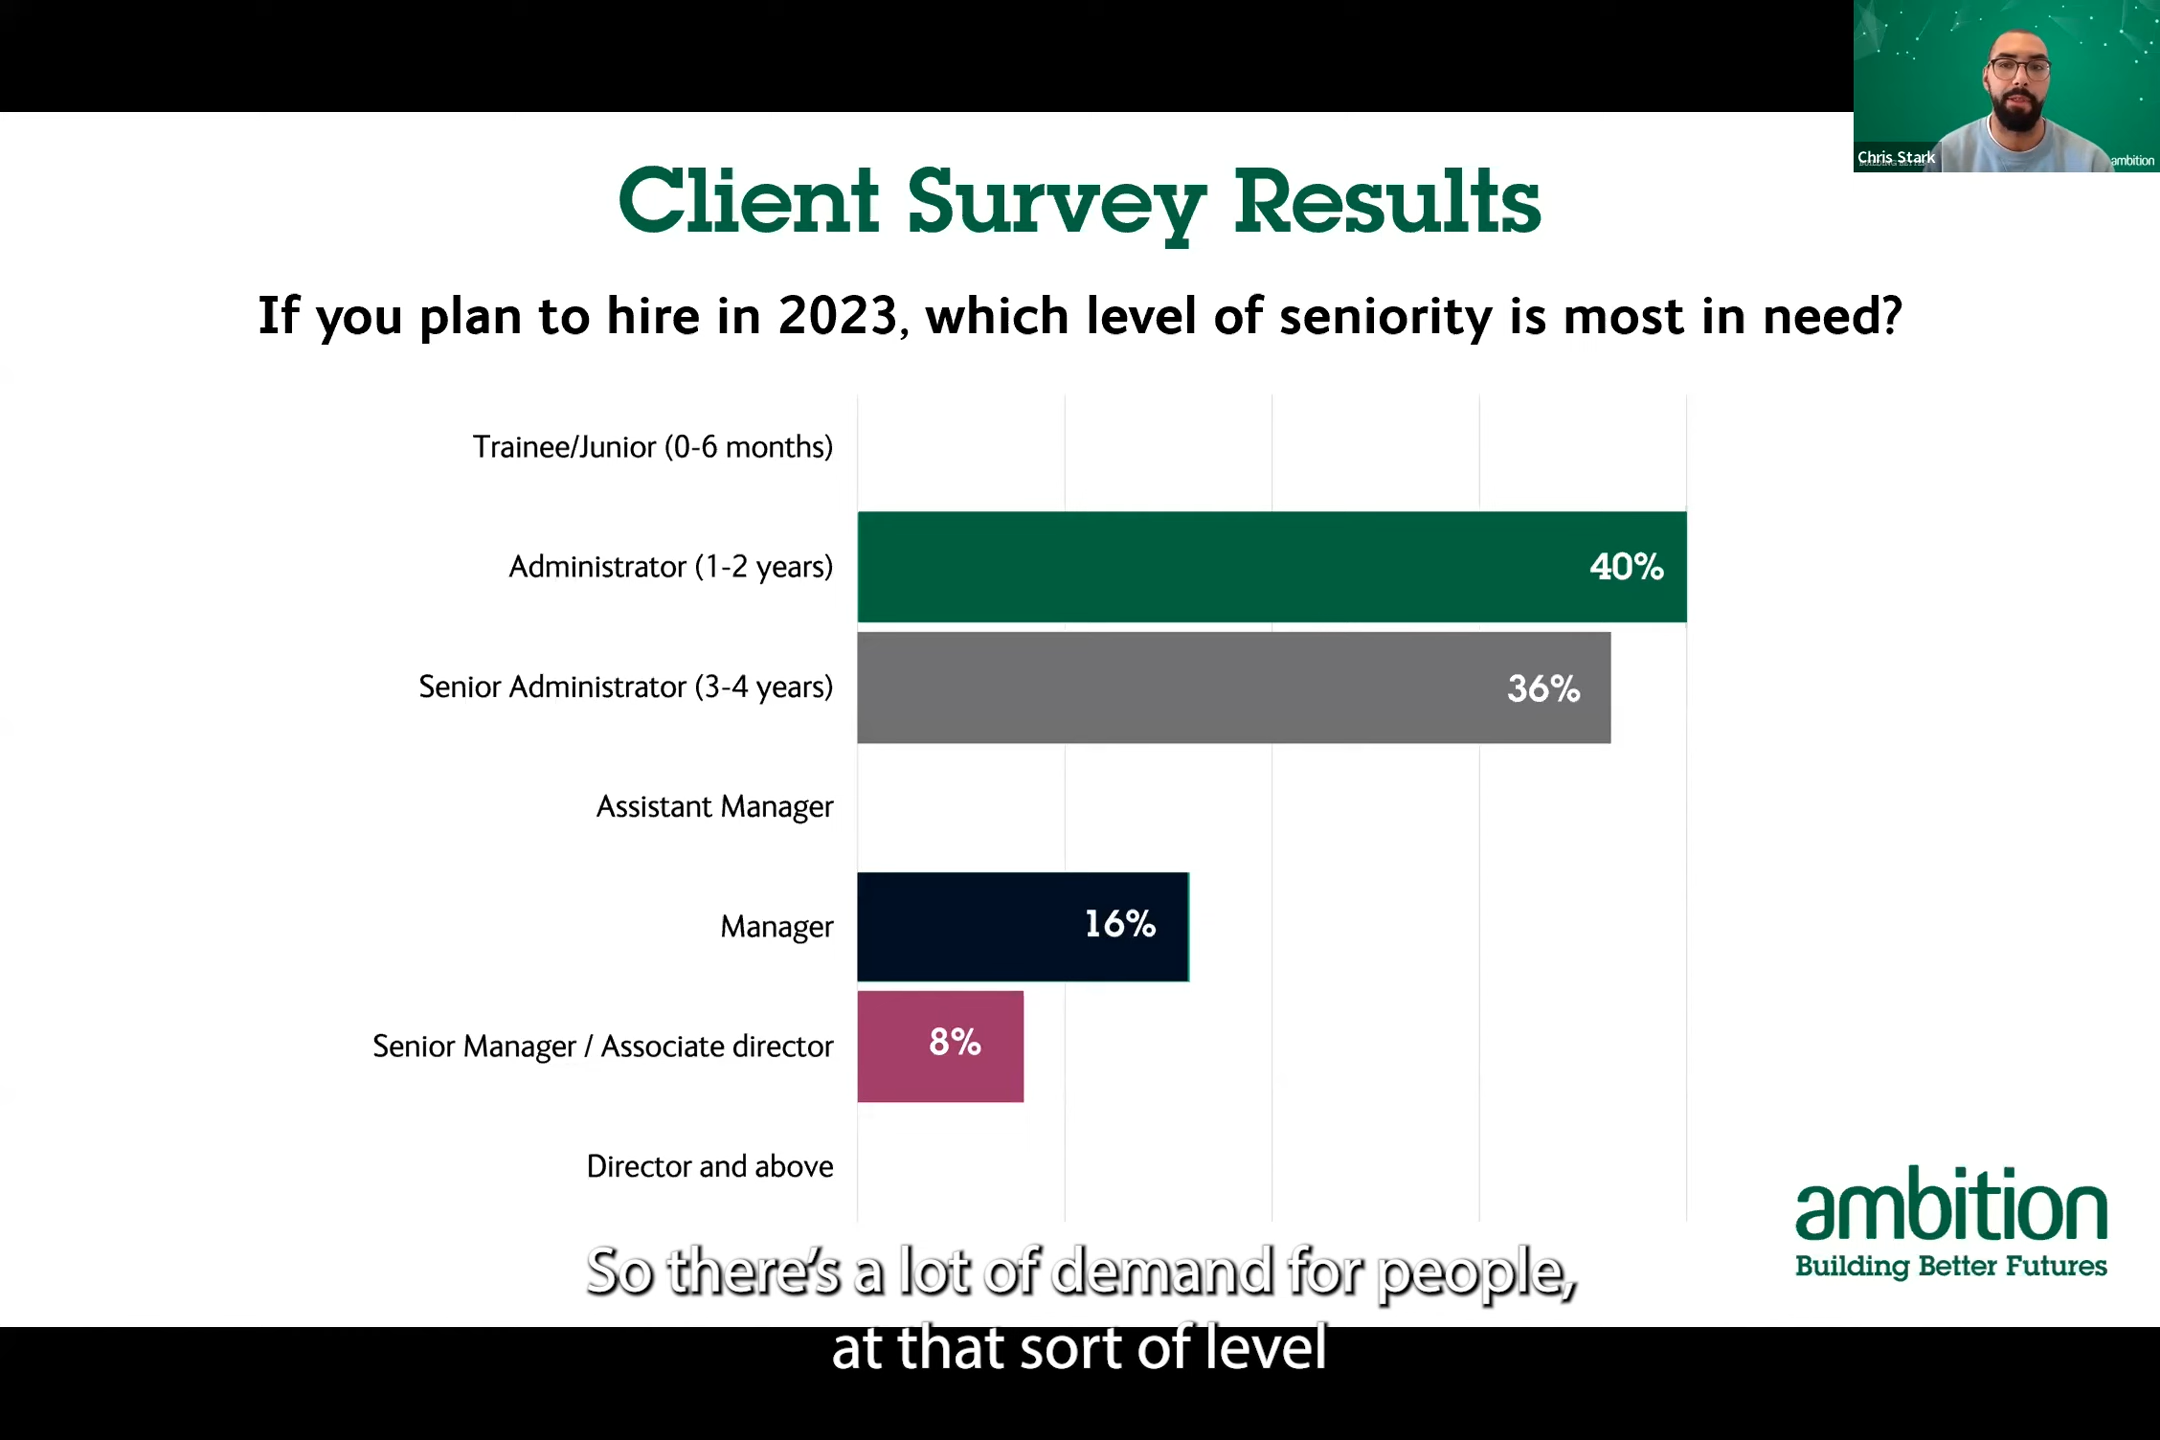 Chris Stark
ambition
Client Survey Results
If you plan to hire in 2023, which level of seniority is most in need?
Trainee/Junior (0-6 months)
Administrator (1-2 years)
40%
Senior Administrator (3-4 years)
36%
Assistant Manager
Manager
16%
Senior Manager / Associate director
8%
Director and above
ambition
Building Better Futures
So there's a lot of demand for people,
at that sort of level